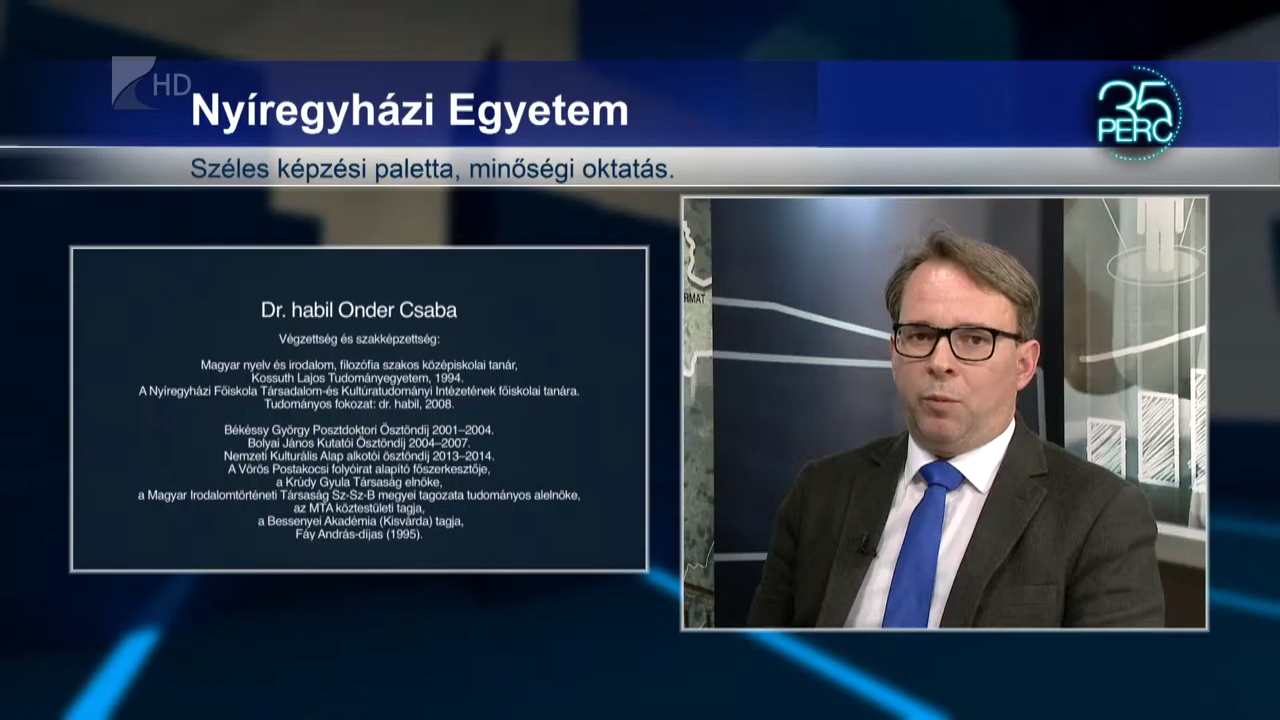 HD
Nyíregyházi Egyetem
35
PERC
Széles képzési paletta, minőségi oktatás.
RMAT
Dr. habil Onder Csaba
Végzettség és szakképzettség:
Magyar nyelv és irodalom, filozófia szakos középiskolai tanár,
Kossuth Lajos Tudományegyetem, 1994.
A Nyíregyházi Főiskola Társadalom-és Kultúratudományi Intézetének főiskolai tanára.
Tudományos fokozat: dr. habil, 2008.
Békéssy György Posztdoktori Ösztöndíj 2001–2004.
Bolyai János Kutatói Ösztöndíj 2004–2007.
Nemzeti Kulturális Alap alkotói ösztöndíj 2013–2014.
A Vörös Postakocsi folyóirat alapító főszerkesztője,
a Krúdy Gyula Társaság elnöke,
a Magyar Irodalomtörténeti Társaság Sz-Sz-B megyei tagozata tudományos alelnöke,
az MTA köztestületi tagja,
a Bessenyei Akadémia (Kisvárda) tagja,
Fáy András-díjas (1995).